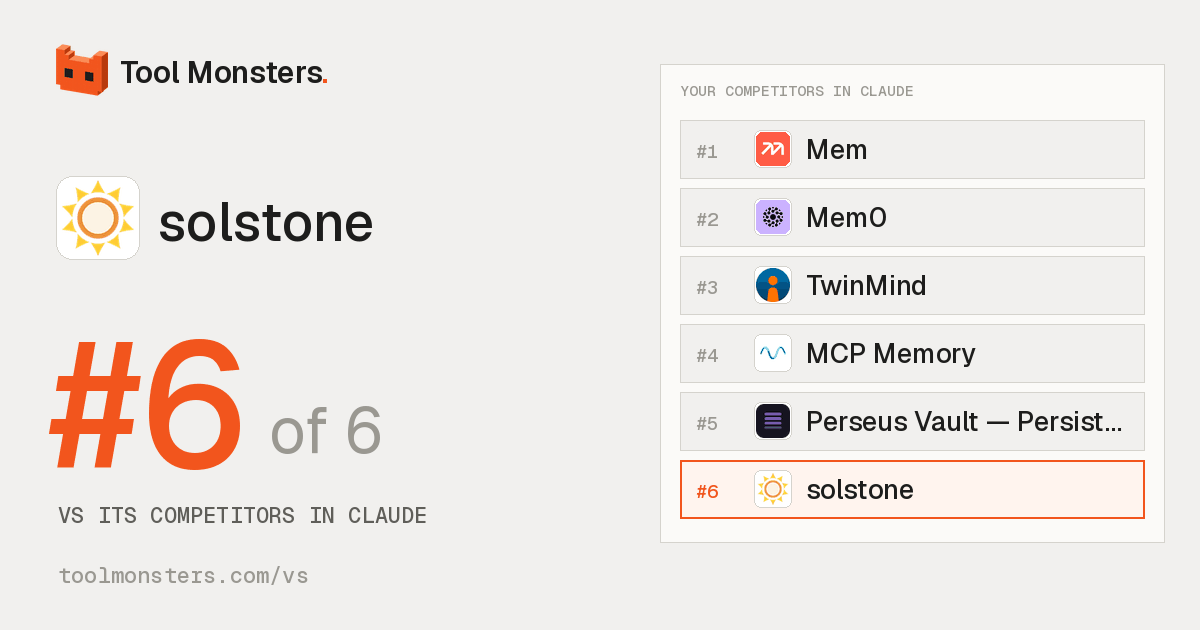 Tool Monsters.
solstone
#6 of 6
VS ITS COMPETITORS IN CLAUDE
toolmonsters.com/vs
YOUR COMPETITORS IN CLAUDE
#1 Mem
#2 Mem0
#3 TwinMind
#4 MCP Memory
#5 Perseus Vault — Persist...
#6 solstone